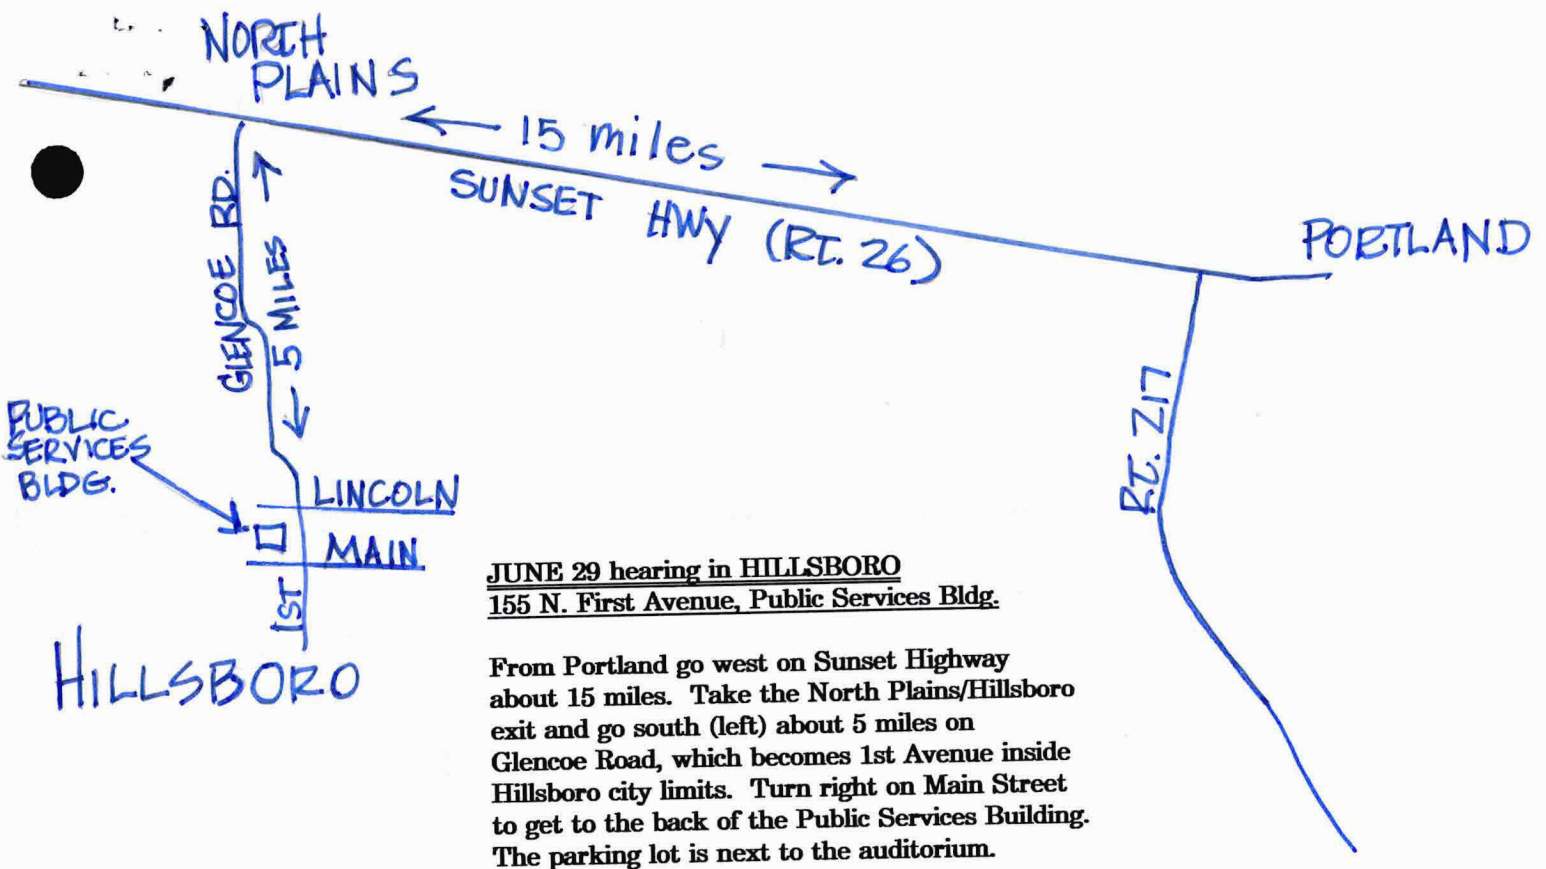 NORTH
PLAINS
← 15 miles →
SUNSET HWY (RT. 26)
PORTLAND
GLENCOE RD.
← 5 MILES →
RT. 217
PUBLIC
SERVICES
BLDG.
LINCOLN
MAIN
1ST
HILLSBORO
JUNE 29 hearing in HILLSBORO
155 N. First Avenue, Public Services Bldg.
From Portland go west on Sunset Highway
about 15 miles. Take the North Plains/Hillsboro
exit and go south (left) about 5 miles on
Glencoe Road, which becomes 1st Avenue inside
Hillsboro city limits. Turn right on Main Street
to get to the back of the Public Services Building.
The parking lot is next to the auditorium.